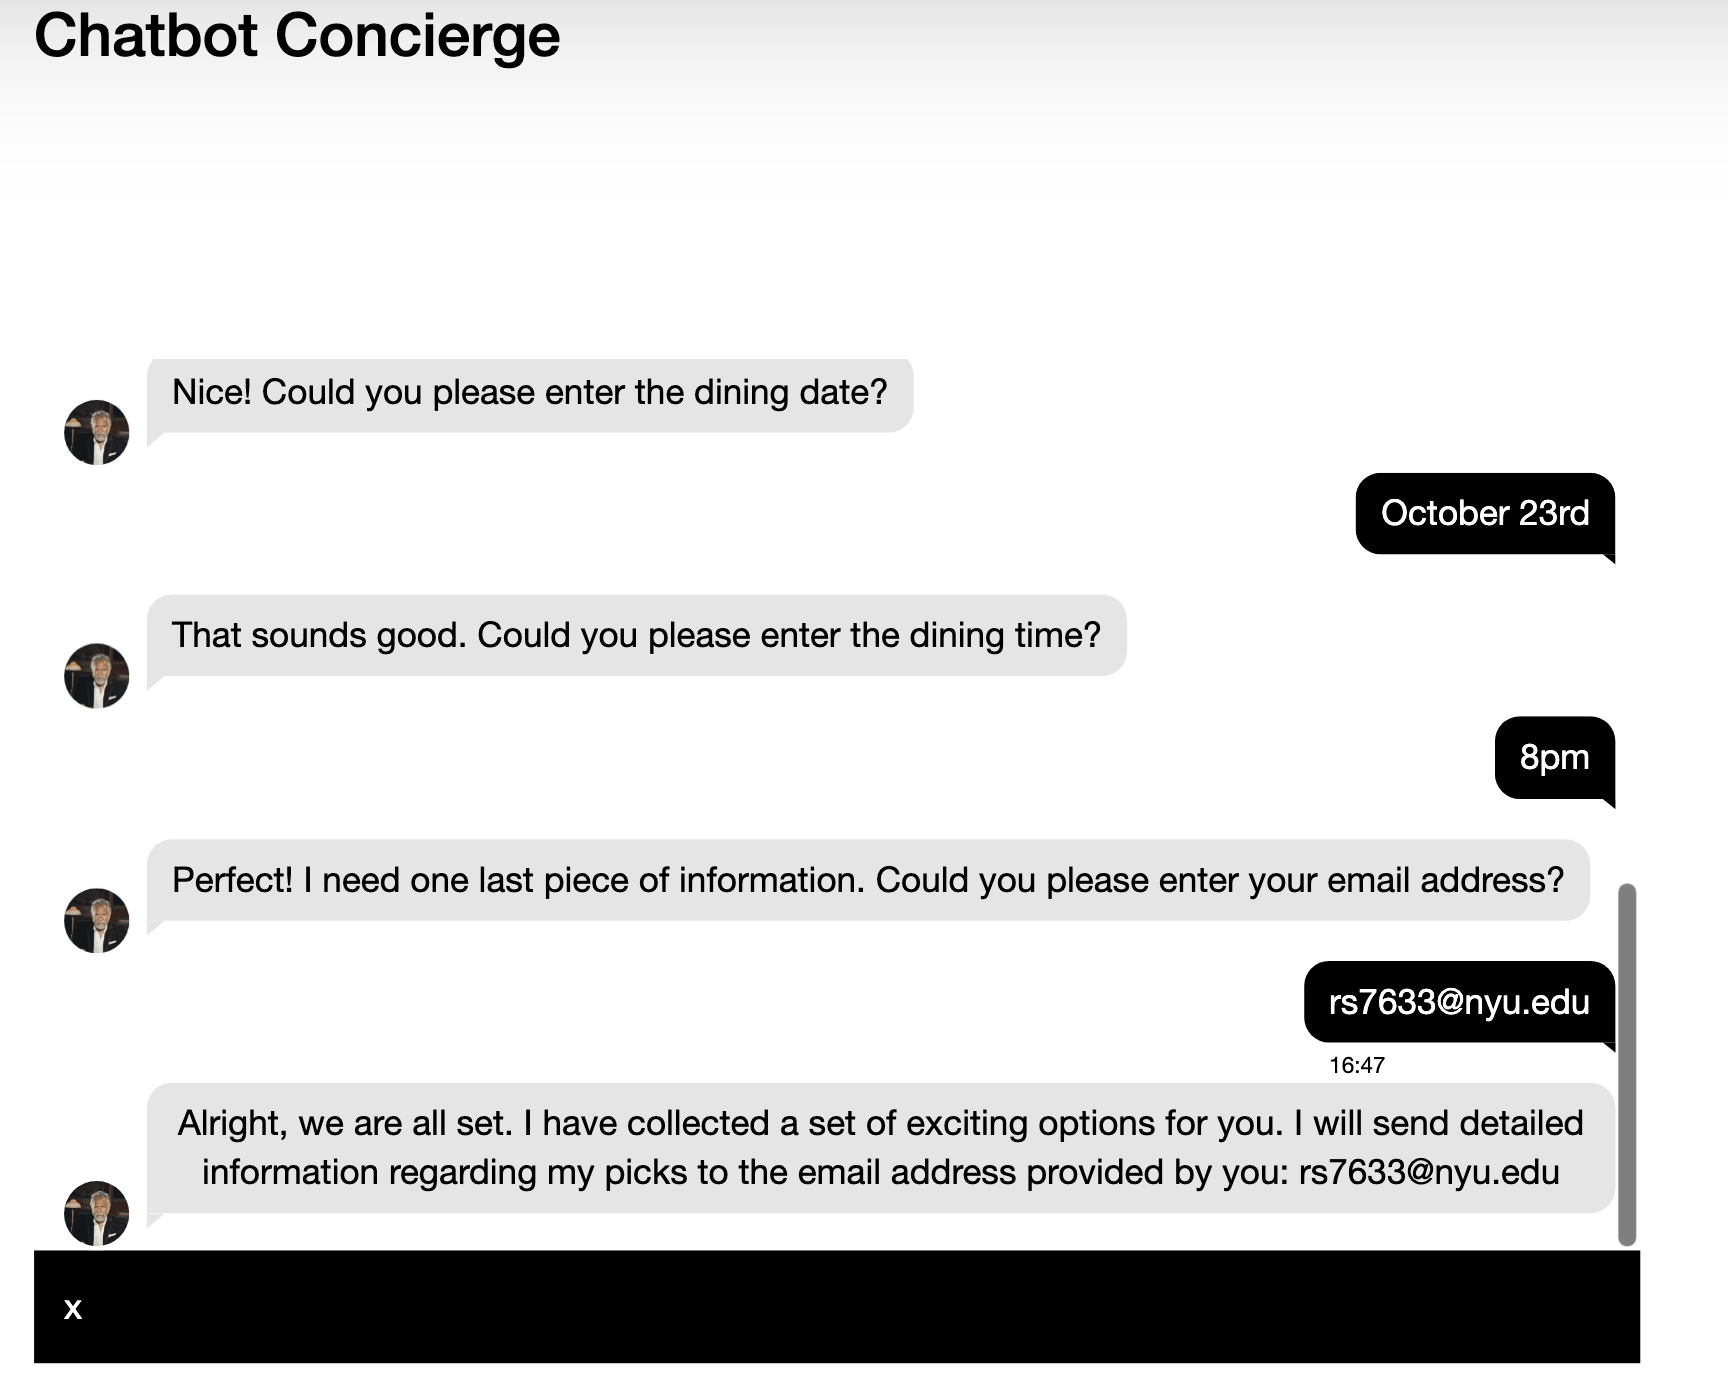 Chatbot Concierge
Nice! Could you please enter the dining date?
October 23rd
That sounds good. Could you please enter the dining time?
8pm
Perfect! I need one last piece of information. Could you please enter your email address?
rs7633@nyu.edu
16:47
Alright, we are all set. I have collected a set of exciting options for you. I will send detailed
information regarding my picks to the email address provided by you: rs7633@nyu.edu
x